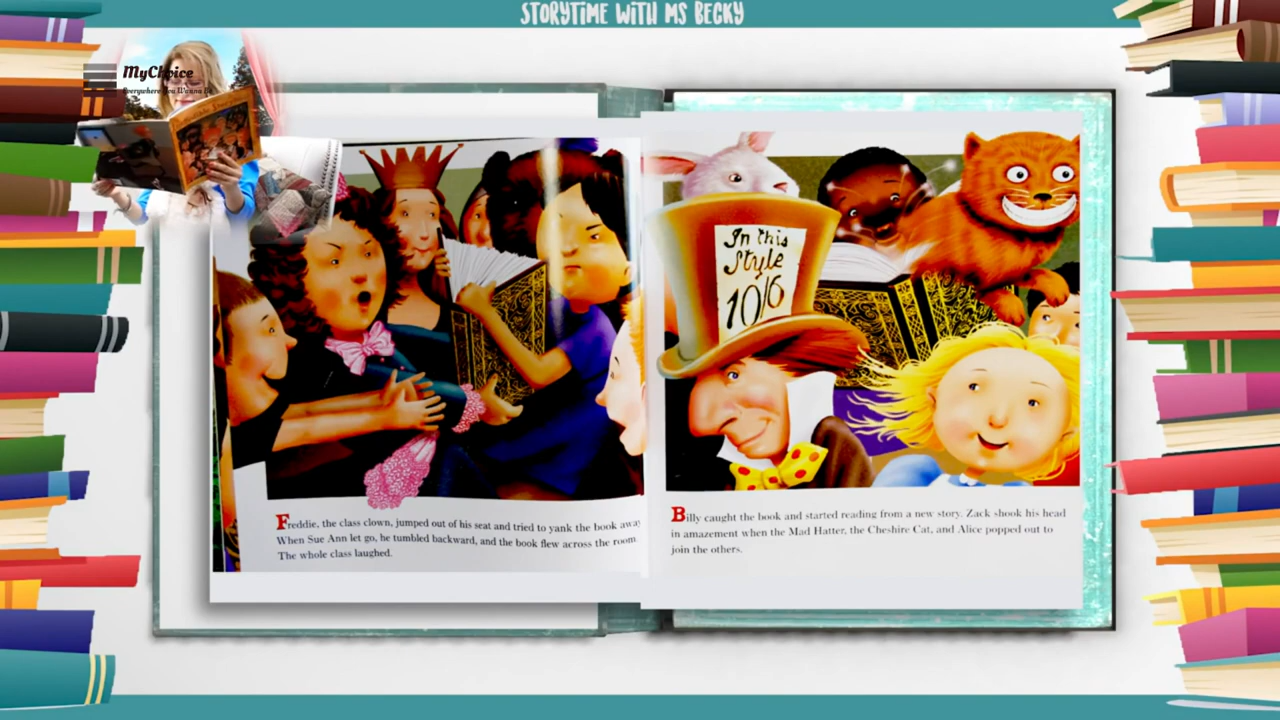 STORYTIME WITH MS BECKY
MyChoice
Everywhere You Wanna Be
In this
Style
10/6
Freddie, the class clown, jumped out of his seat and tried to yank the book away
When Sue Ann let go, he tumbled backward, and the book flew across the room.
The whole class laughed.
Billy caught the book and started reading from a new story. Zack shook his head
in amazement when the Mad Hatter, the Cheshire Cat, and Alice popped out to
join the others.